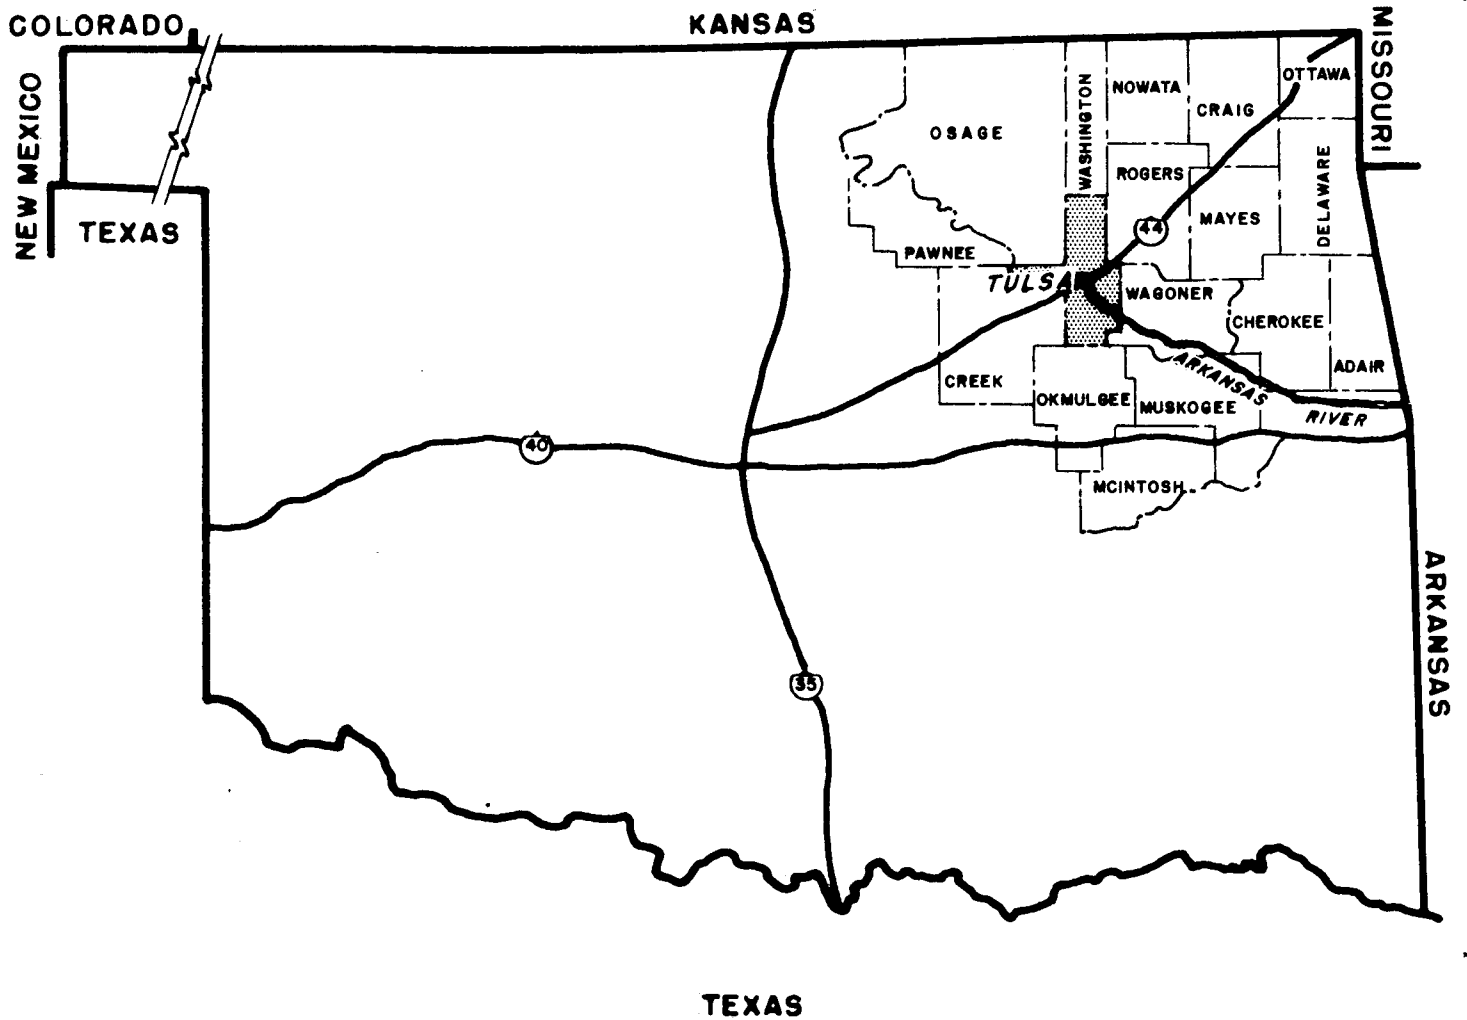 COLORADO
KANSAS
MISSOURI
NEW MEXICO
TEXAS
OSAGE
WASHINGTON
NOWATA
CRAIG
OTTAWA
ROGERS
MAYES
DELAWARE
44
PAWNEE
TULSA
WAGONER
CHEROKEE
ADAIR
CREEK
OKMULGEE
MUSKOGEE
ARKANSAS
RIVER
40
MCINTOSH
35
ARKANSAS
TEXAS